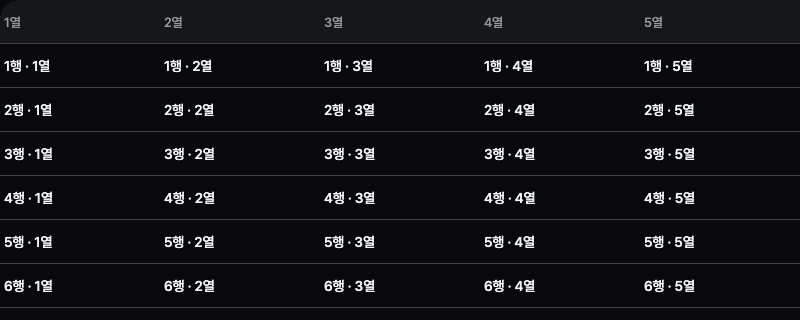 1열 2열 3열 4열 5열
1행 · 1열 1행 · 2열 1행 · 3열 1행 · 4열 1행 · 5열
2행 · 1열 2행 · 2열 2행 · 3열 2행 · 4열 2행 · 5열
3행 · 1열 3행 · 2열 3행 · 3열 3행 · 4열 3행 · 5열
4행 · 1열 4행 · 2열 4행 · 3열 4행 · 4열 4행 · 5열
5행 · 1열 5행 · 2열 5행 · 3열 5행 · 4열 5행 · 5열
6행 · 1열 6행 · 2열 6행 · 3열 6행 · 4열 6행 · 5열